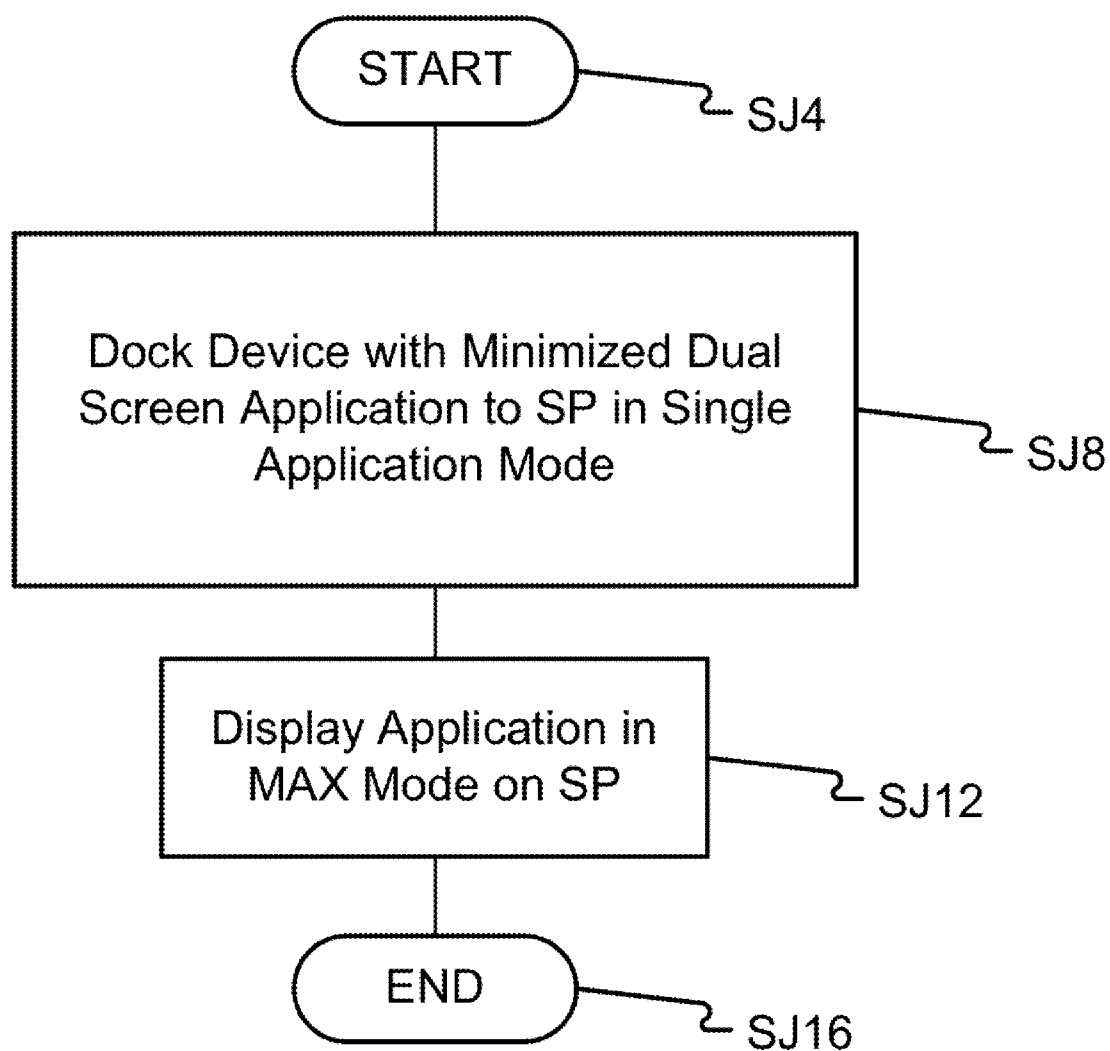 START
SJ4
Dock Device with Minimized Dual
Screen Application to SP in Single
Application Mode
SJ8
Display Application in
MAX Mode on SP
SJ12
END
SJ16